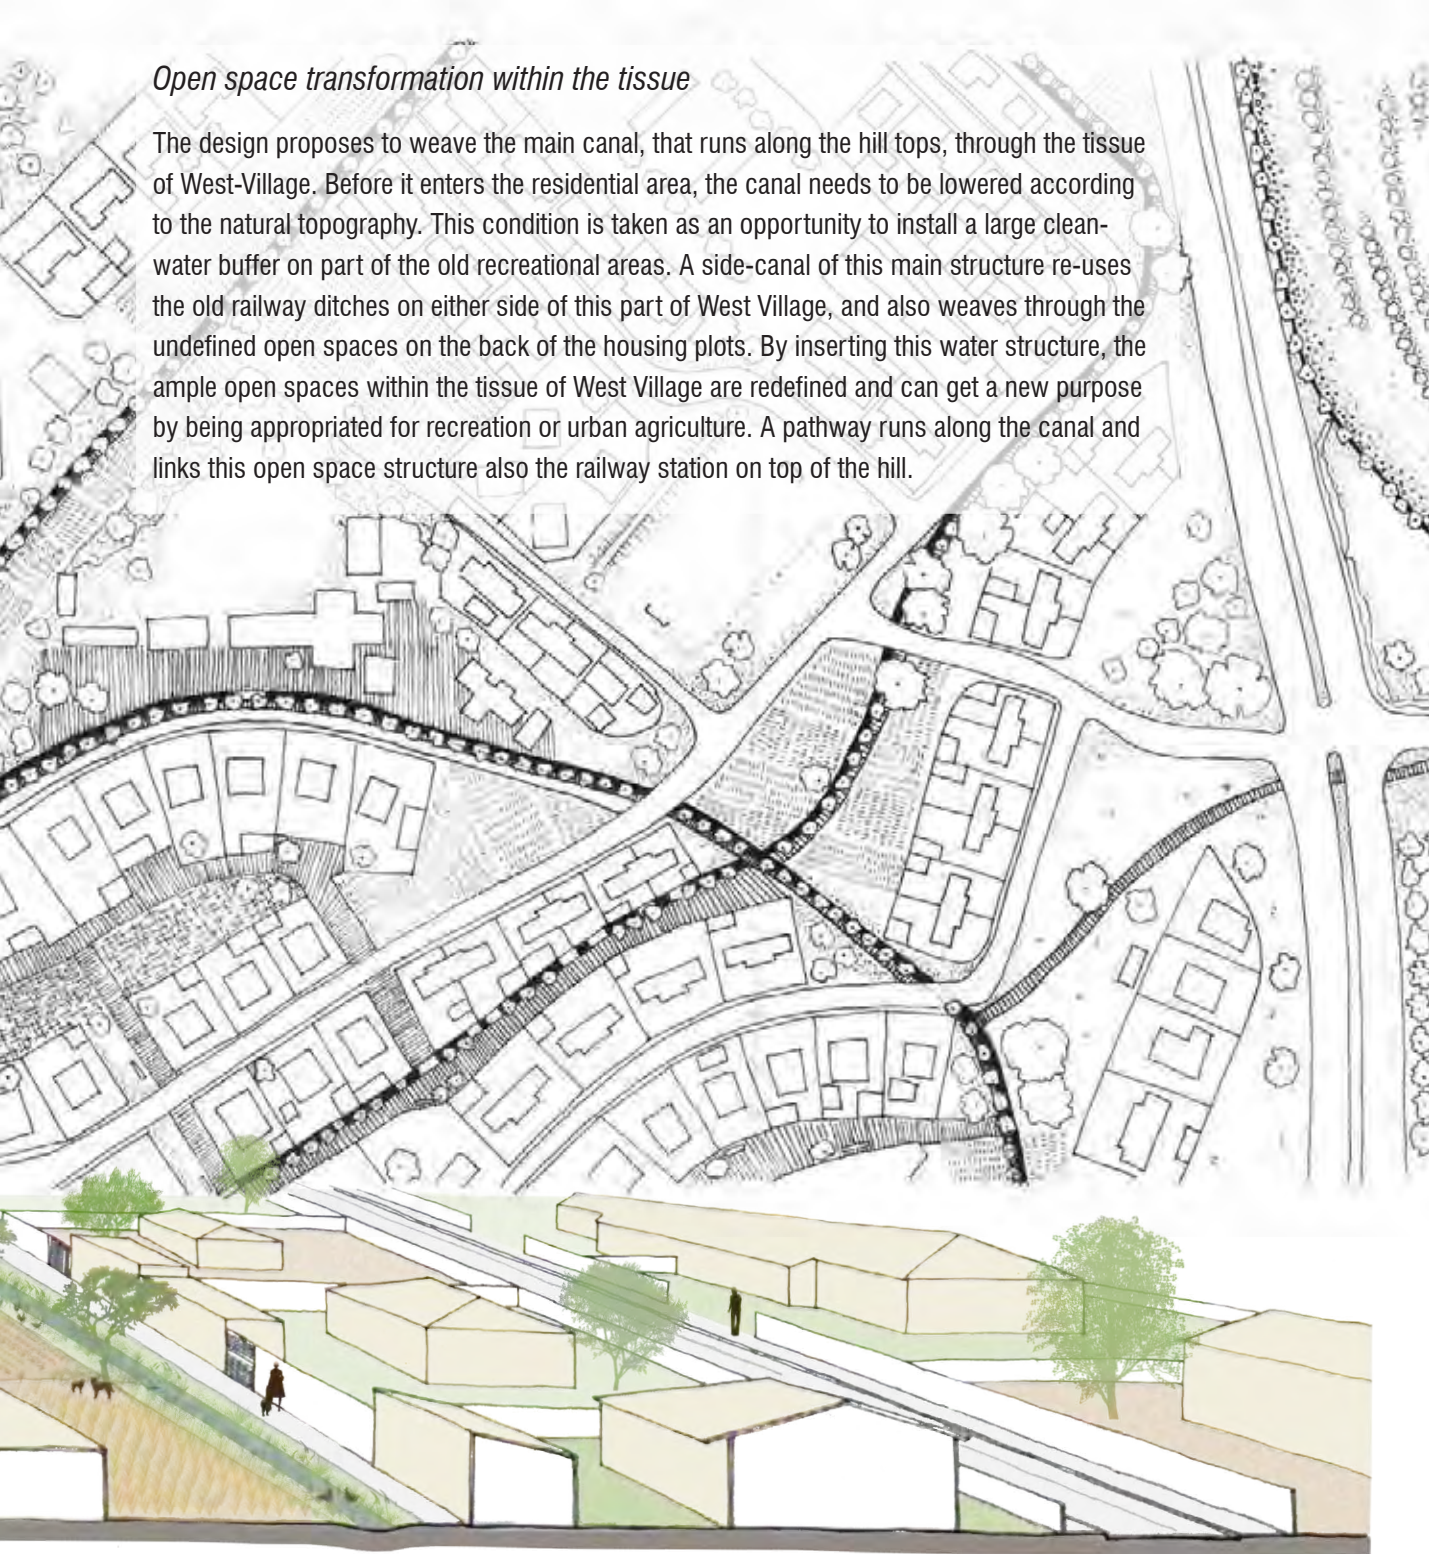 Open space transformation within the tissue
The design proposes to weave the main canal, that runs along the hill tops, through the tissue
of West-Village. Before it enters the residential area, the canal needs to be lowered according
to the natural topography. This condition is taken as an opportunity to install a large clean-
water buffer on part of the old recreational areas. A side-canal of this main structure re-uses
the old railway ditches on either side of this part of West Village, and also weaves through the
undefined open spaces on the back of the housing plots. By inserting this water structure, the
ample open spaces within the tissue of West Village are redefined and can get a new purpose
by being appropriated for recreation or urban agriculture. A pathway runs along the canal and
links this open space structure also the railway station on top of the hill.